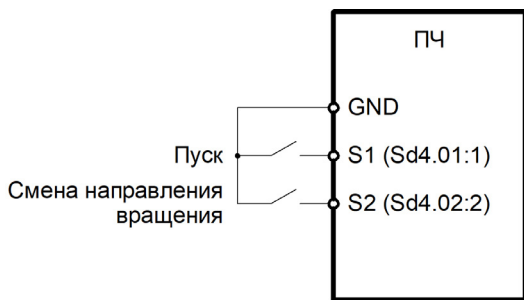 ПЧ
GND
Пуск
S1 (Sd4.01:1)
Смена направления
вращения
S2 (Sd4.02:2)